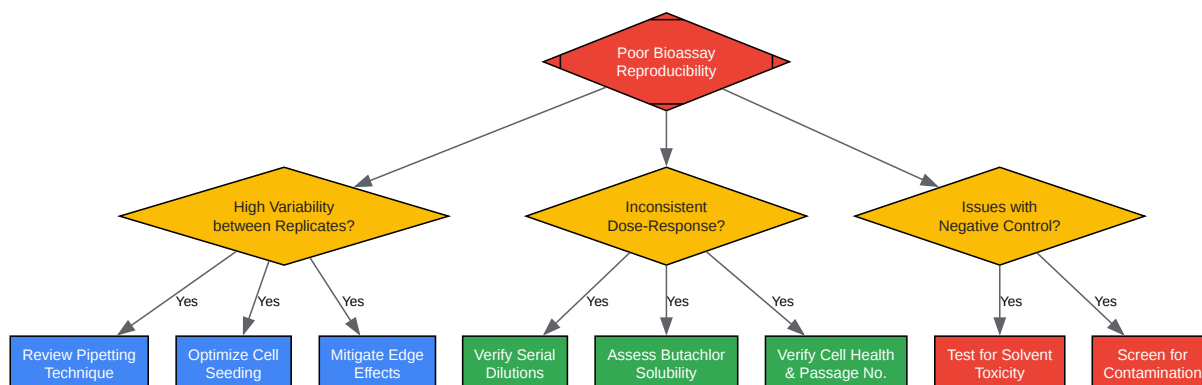 Poor Bioassay
Reproducibility
High Variability
between Replicates?
Inconsistent
Dose-Response?
Issues with
Negative Control?
Yes
Yes
Yes
Yes
Yes
Yes
Yes
Yes
Review Pipetting
Technique
Optimize Cell
Seeding
Mitigate Edge
Effects
Verify Serial
Dilutions
Assess Butachlor
Solubility
Verify Cell Health
& Passage No.
Test for Solvent
Toxicity
Screen for
Contamination